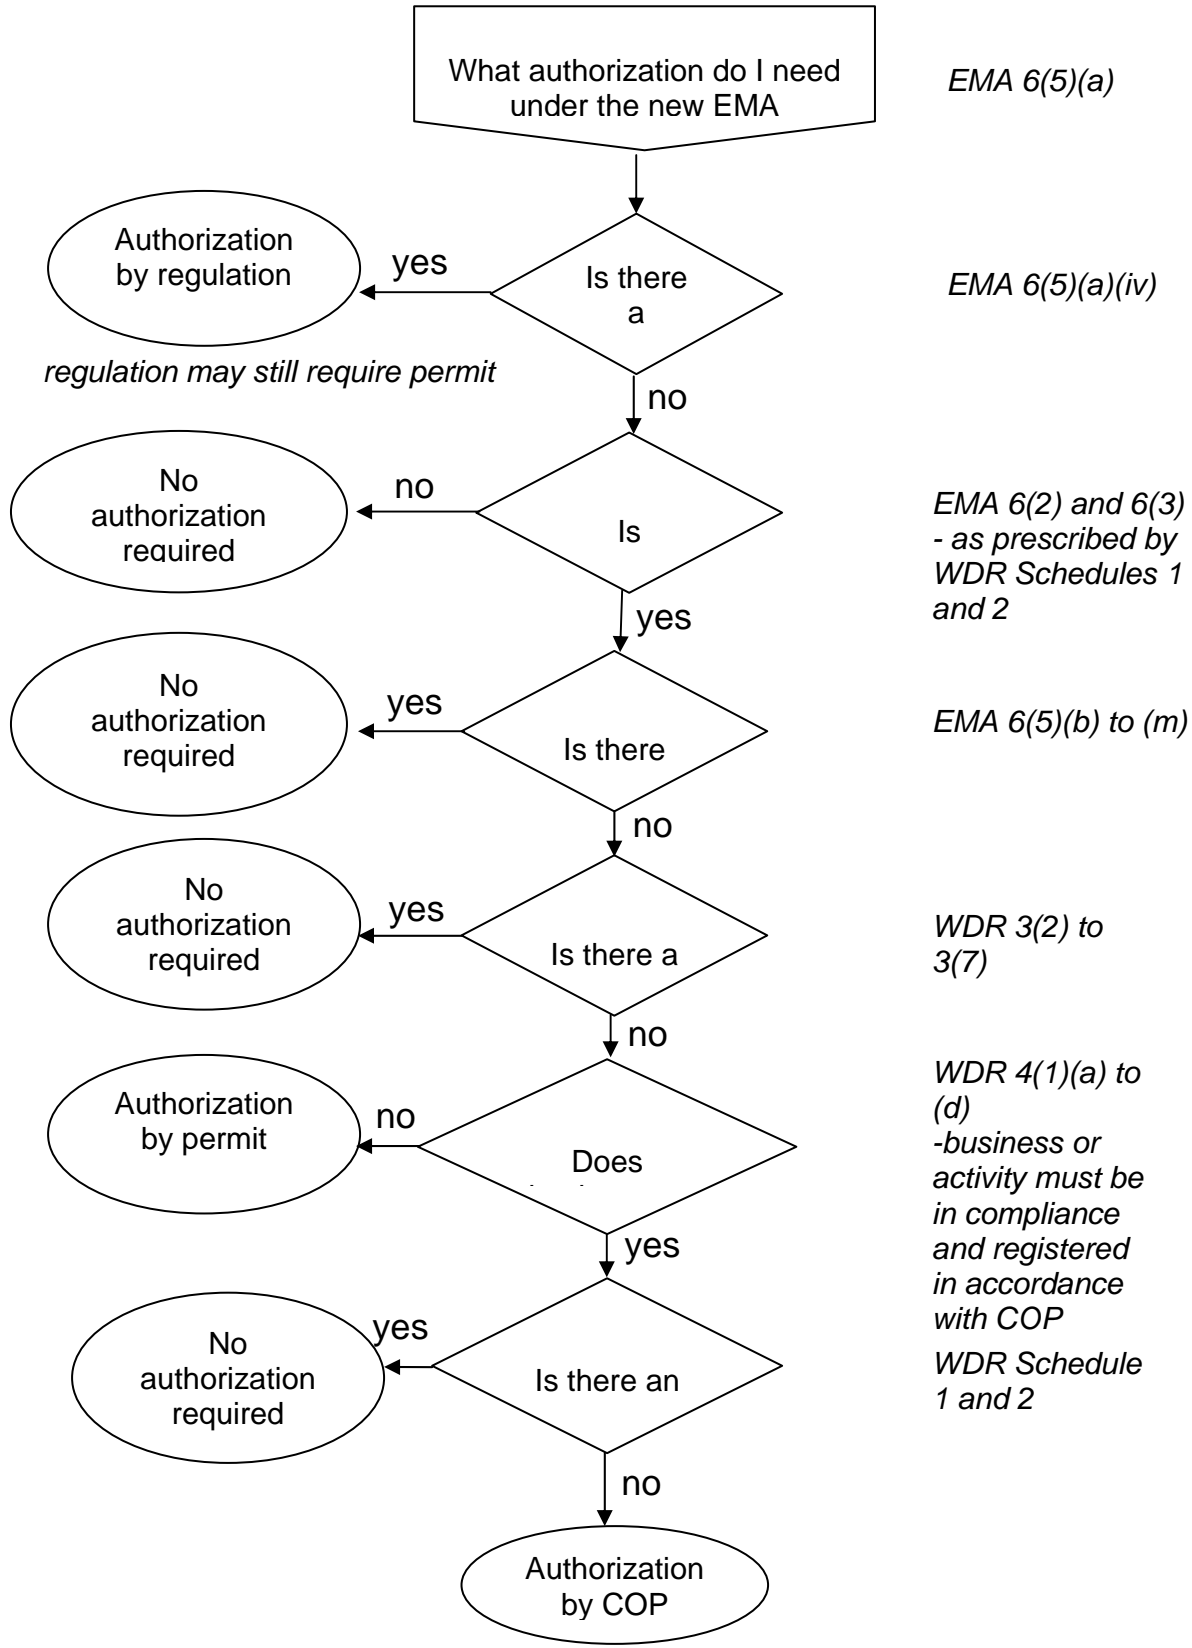 What authorization do I need
under the new EMA
EMA 6(5)(a)
Authorization
by regulation
yes
Is there
a
EMA 6(5)(a)(iv)
regulation may still require permit
no
No
authorization
required
no
Is
EMA 6(2) and 6(3)
- as prescribed by
WDR Schedules 1
and 2
yes
No
authorization
required
yes
Is there
EMA 6(5)(b) to (m)
no
No
authorization
required
yes
Is there a
WDR 3(2) to
3(7)
no
Authorization
by permit
no
Does
WDR 4(1)(a) to
(d)
-business or
activity must be
in compliance
and registered
in accordance
with COP
yes
No
authorization
required
yes
Is there an
WDR Schedule
1 and 2
no
Authorization
by COP